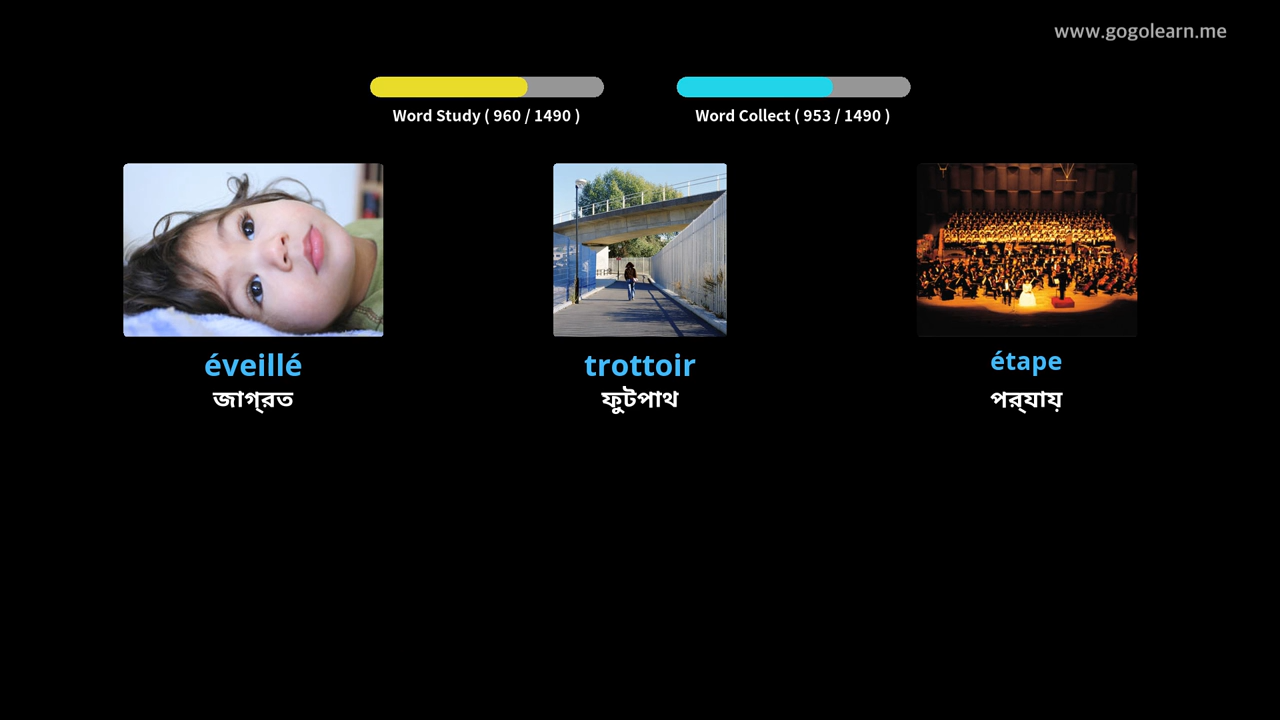 www.gogolearn.me
Word Study ( 960 / 1490 )
Word Collect ( 953 / 1490 )
éveillé
জাগ্রত
trottoir
ফুটপাথ
étape
পর্যায়